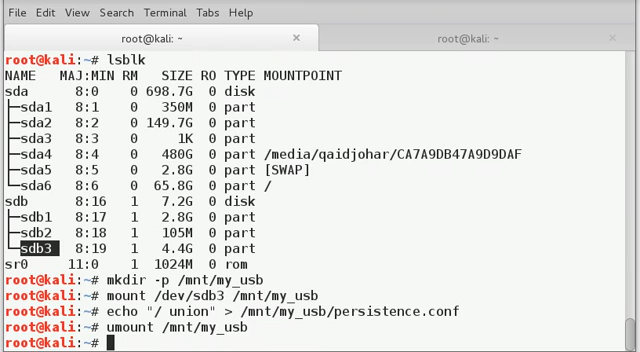 File Edit View Search Terminal Tabs Help
root@kali: ~ × root@kali: ~ ×
root@kali:~# lsblk
NAME MAJ:MIN RM SIZE RO TYPE MOUNTPOINT
sda 8:0 0 698.7G 0 disk
├─sda1 8:1 0 350M 0 part
├─sda2 8:2 0 149.7G 0 part
├─sda3 8:3 0 1K 0 part
├─sda4 8:4 0 480G 0 part /media/qaidjohar/CA7A9DB47A9D9DAF
├─sda5 8:5 0 2.8G 0 part [SWAP]
└─sda6 8:6 0 65.8G 0 part /
sdb 8:16 1 7.2G 0 disk
├─sdb1 8:17 1 2.8G 0 part
├─sdb2 8:18 1 105M 0 part
└─sdb3 8:19 1 4.4G 0 part
sr0 11:0 1 1024M 0 rom
root@kali:~# mkdir -p /mnt/my_usb
root@kali:~# mount /dev/sdb3 /mnt/my_usb
root@kali:~# echo "/ union" > /mnt/my_usb/persistence.conf
root@kali:~# umount /mnt/my_usb
root@kali:~#